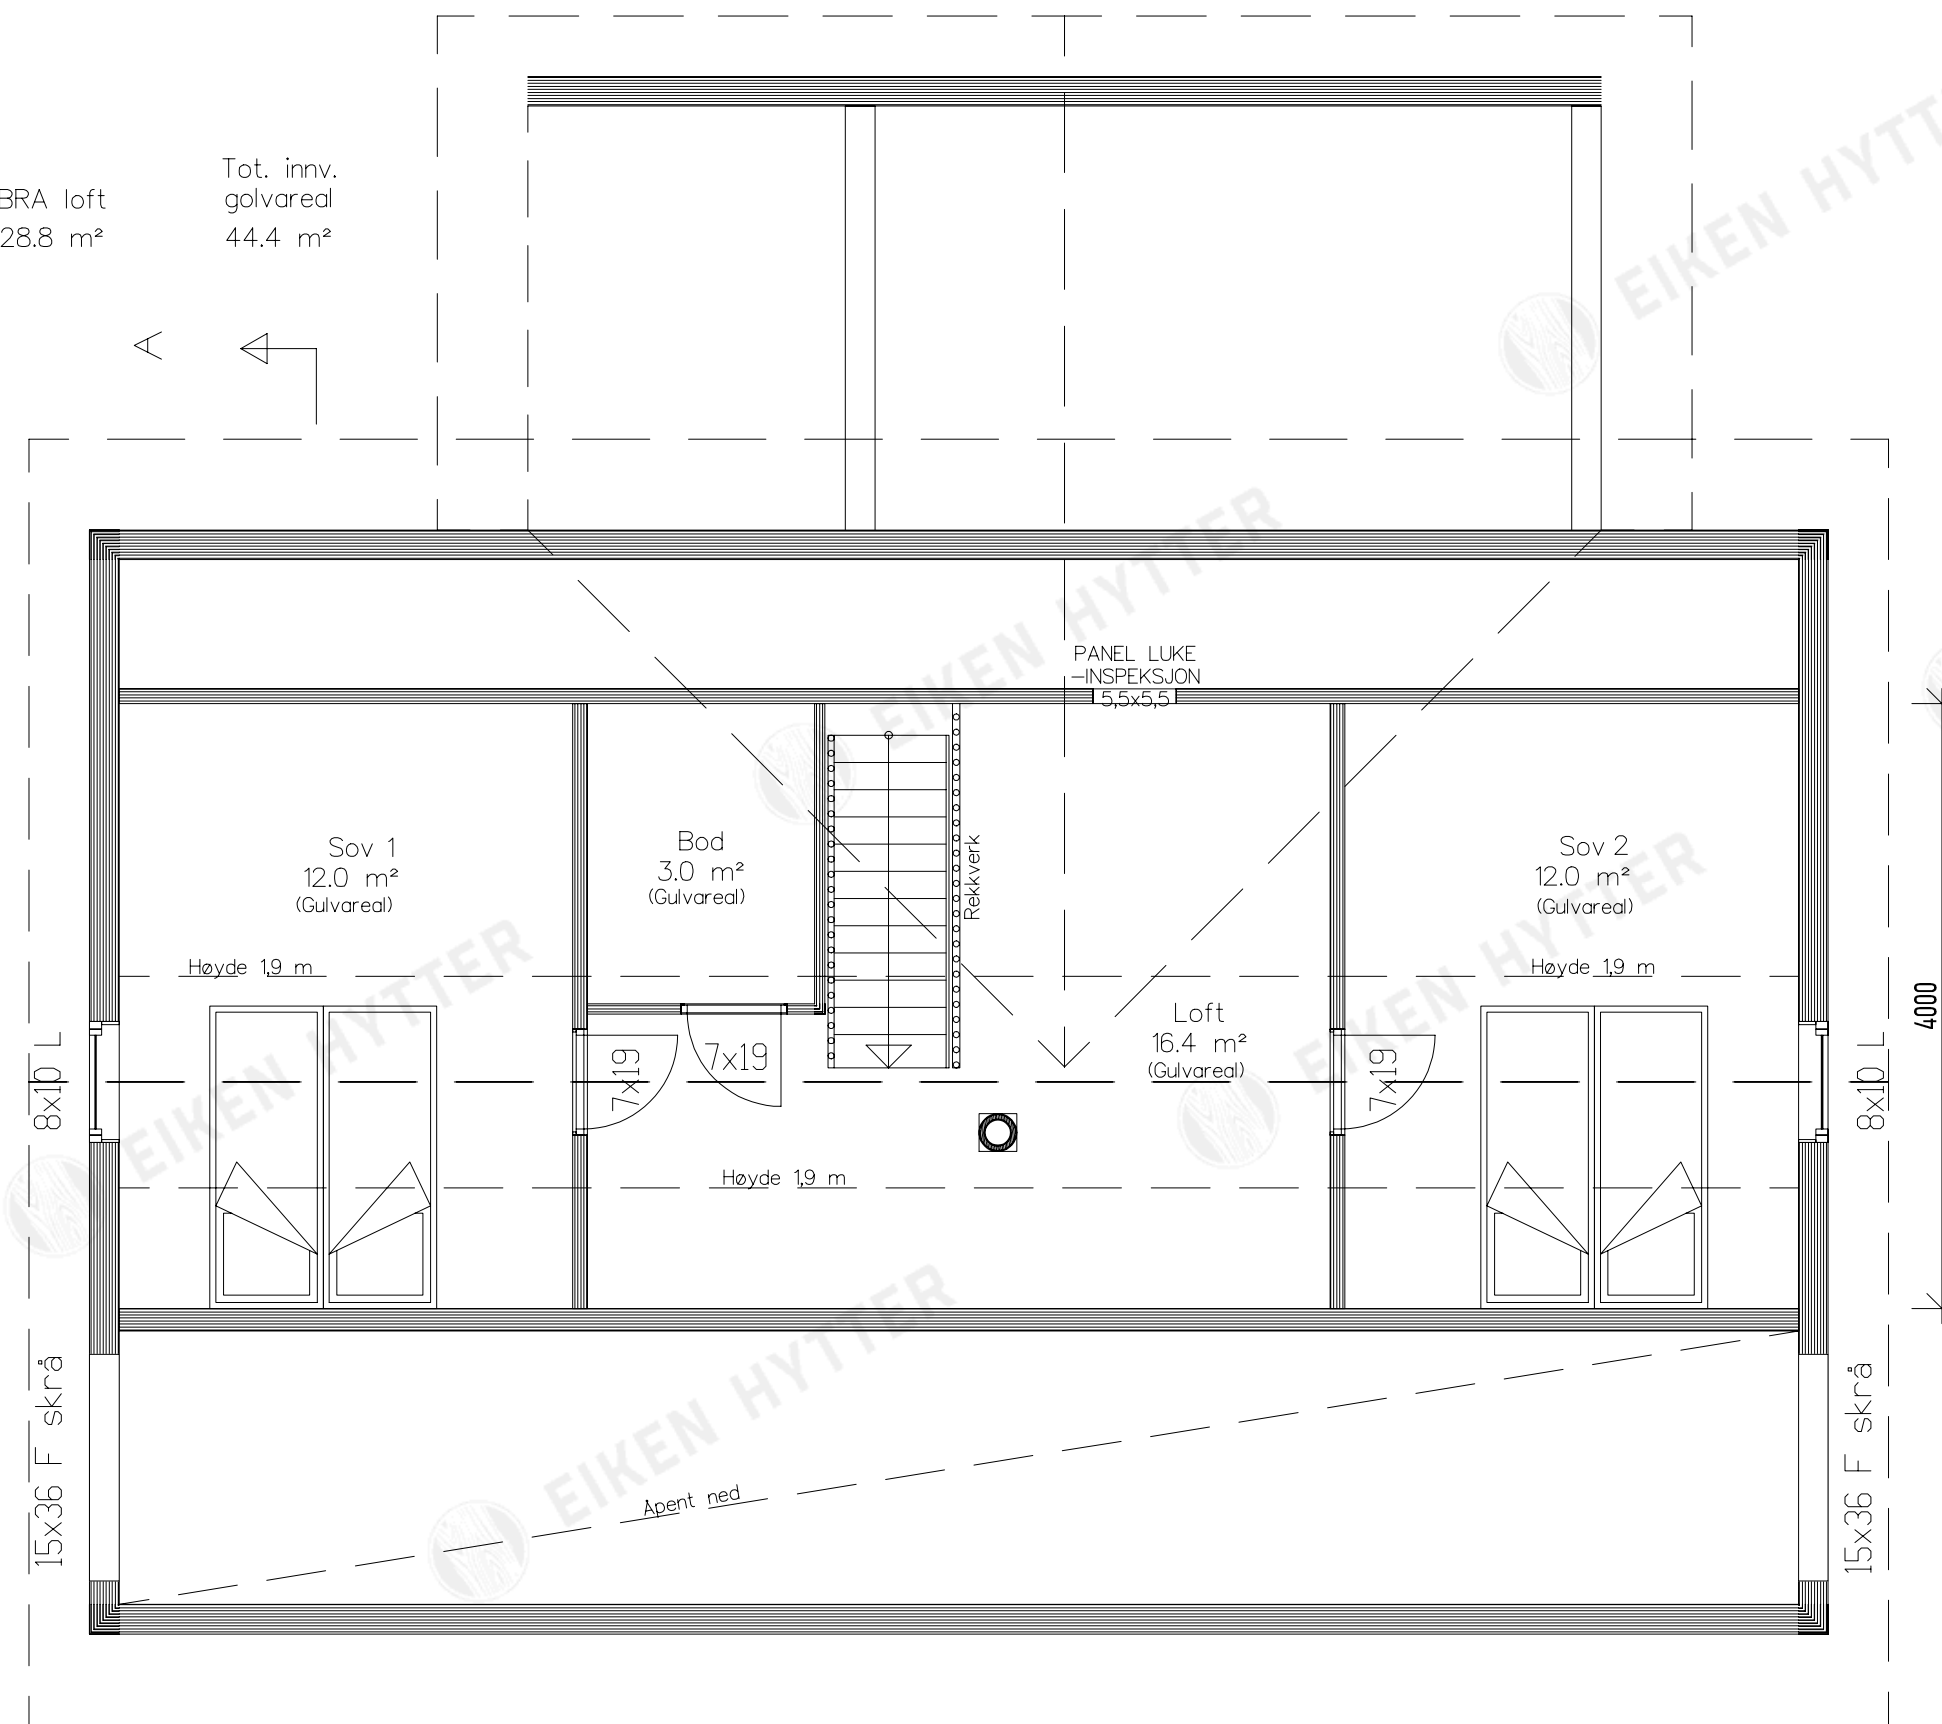 Tot. innv.
BRA loft
golvareal
28.8 m²
44.4 m²
A
EIKEN HYTT
EIKEN HYTTER
PANEL LUKE
-INSPEKSJON
5,5x5,5
Sov 1
12.0 m²
(Gulvareal)
Bod
3.0 m²
(Gulvareal)
Rekkverk
Sov 2
12.0 m²
(Gulvareal)
EIKEN HYTTER
EIKEN HYTTER
Høyde 1,9 m
Høyde 1,9 m
4000
Loft
16.4 m²
(Gulvareal)
8x10 L
7x19
7x19
7x19
8x10 L
Høyde 1,9 m
EIKEN HYTTER
15x36 F skrå
15x36 F skrå
Apent ned